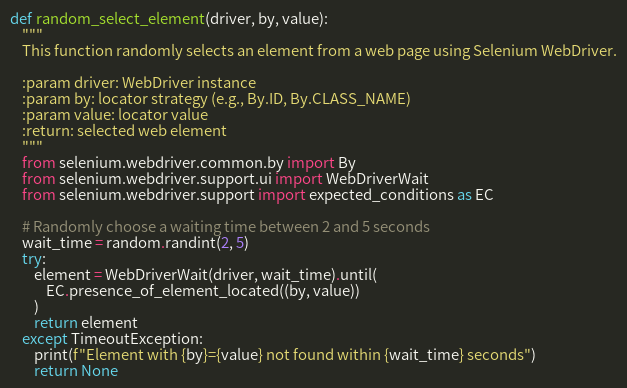 def random_select_element(driver, by, value):
    """
    This function randomly selects an element from a web page using Selenium WebDriver.

    :param driver: WebDriver instance
    :param by: locator strategy (e.g., By.ID, By.CLASS_NAME)
    :param value: locator value
    :return: selected web element
    """
    from selenium.webdriver.common.by import By
    from selenium.webdriver.support.ui import WebDriverWait
    from selenium.webdriver.support import expected_conditions as EC

    # Randomly choose a waiting time between 2 and 5 seconds
    wait_time = random.randint(2, 5)
    try:
        element = WebDriverWait(driver, wait_time).until(
            EC.presence_of_element_located((by, value))
        )
        return element
    except TimeoutException:
        print(f"Element with {by}={value} not found within {wait_time} seconds")
        return None